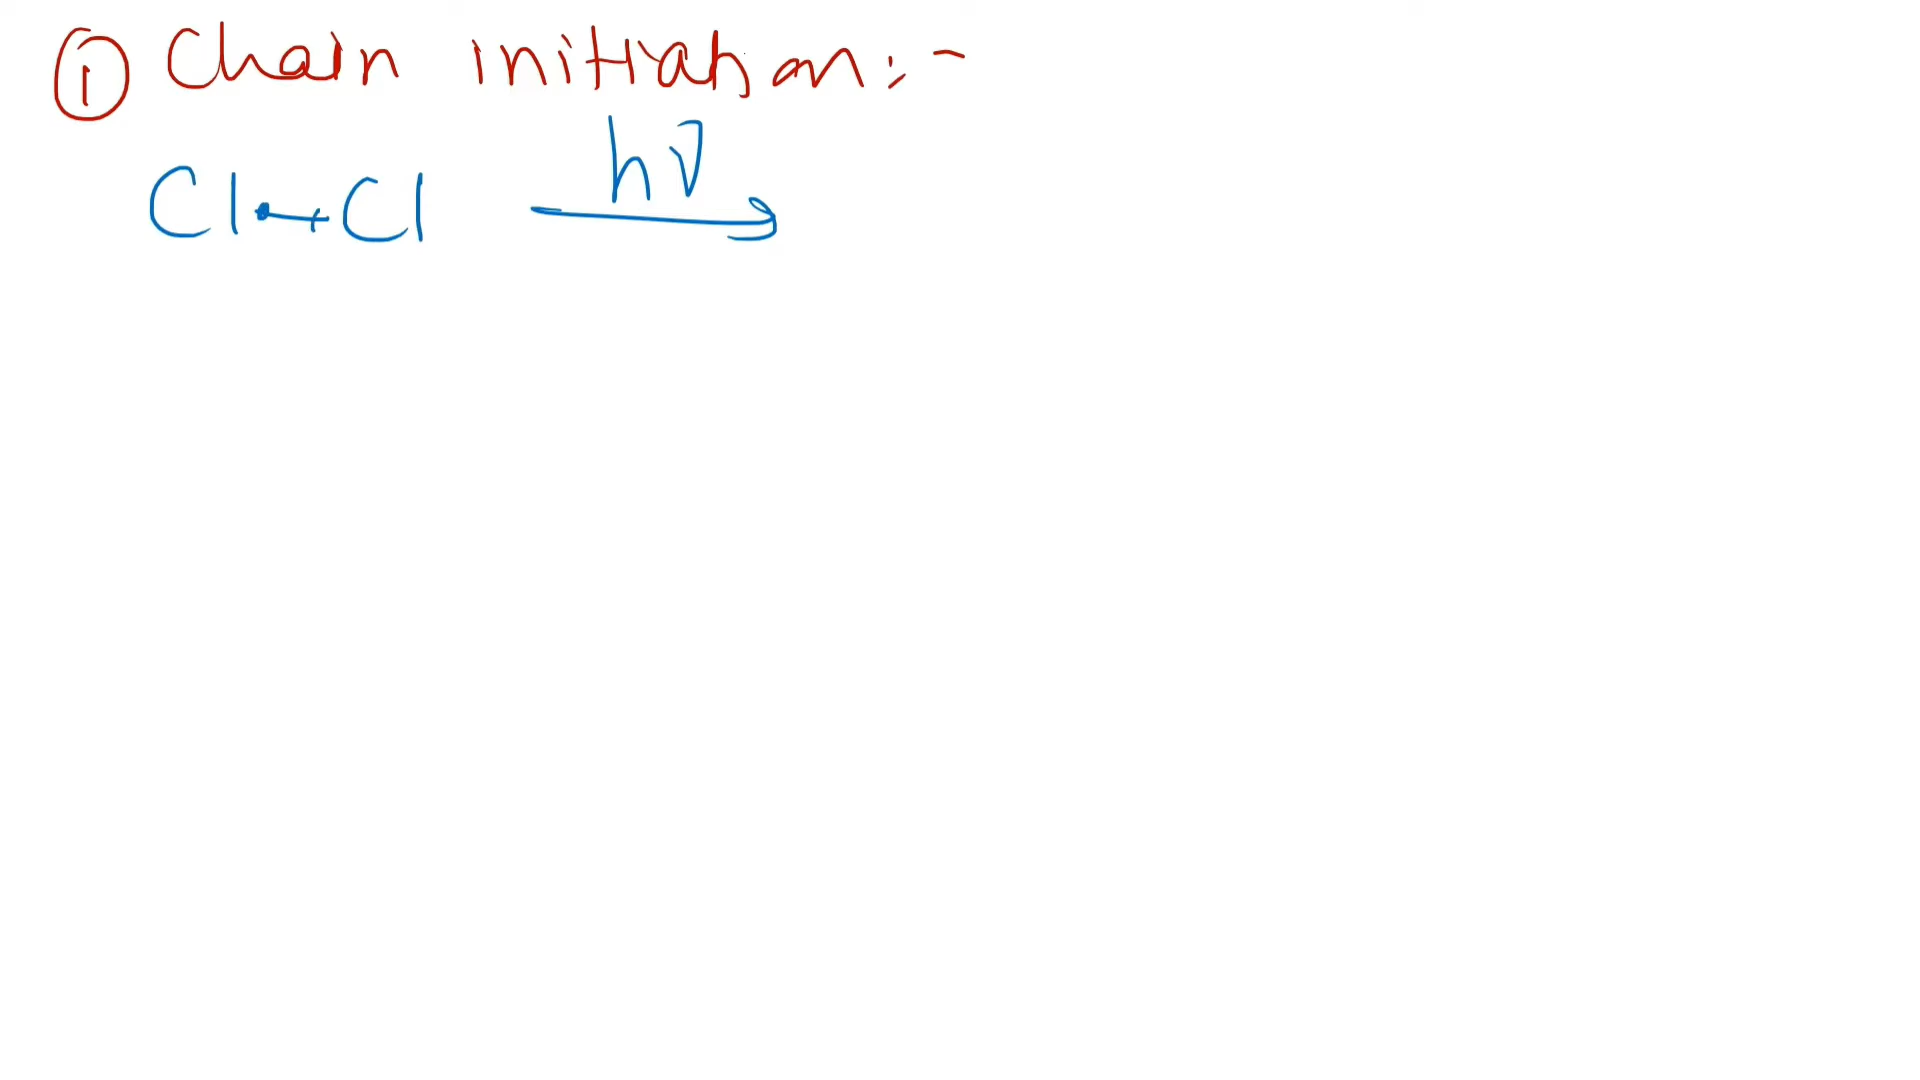 ① Chain initiation :-
Cl-Cl hν →